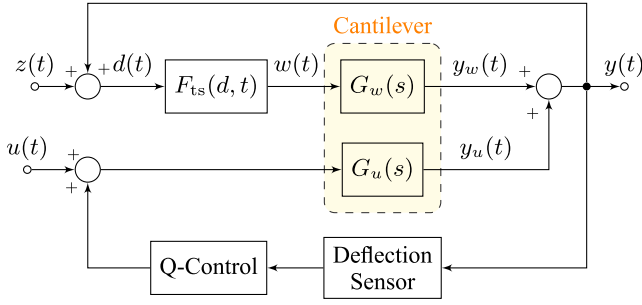 Cantilever
z(t) + + d(t) F_ts(d, t) w(t) G_w(s) y_w(t) + y(t)
+
u(t) + + G_u(s) y_u(t)
Q-Control Deflection
Sensor